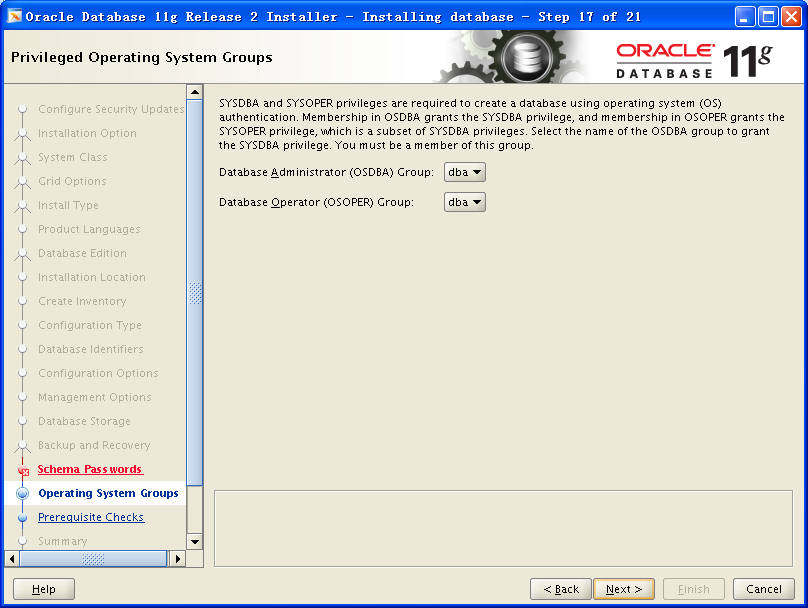 Oracle Database 11g Release 2 Installer - Installing database - Step 17 of 21
Privileged Operating System Groups
ORACLE
DATABASE
11g
Configure Security Updates
Installation Option
System Class
Grid Options
Install Type
Product Languages
Database Edition
Installation Location
Create Inventory
Configuration Type
Database Identifiers
Configuration Options
Management Options
Database Storage
Backup and Recovery
Schema Passwords
Operating System Groups
Prerequisite Checks
Summary
SYSDBA and SYSOPER privileges are required to create a database using operating system (OS)
authentication. Membership in OSDBA grants the SYSDBA privilege, and membership in OSOPER grants the
SYSOPER privilege, which is a subset of SYSDBA privileges. Select the name of the OSDBA group to grant
the SYSDBA privilege. You must be a member of this group.
Database Administrator (OSDBA) Group: dba
Database Operator (OSOPER) Group: dba
Help
< Back
Next >
Finish
Cancel